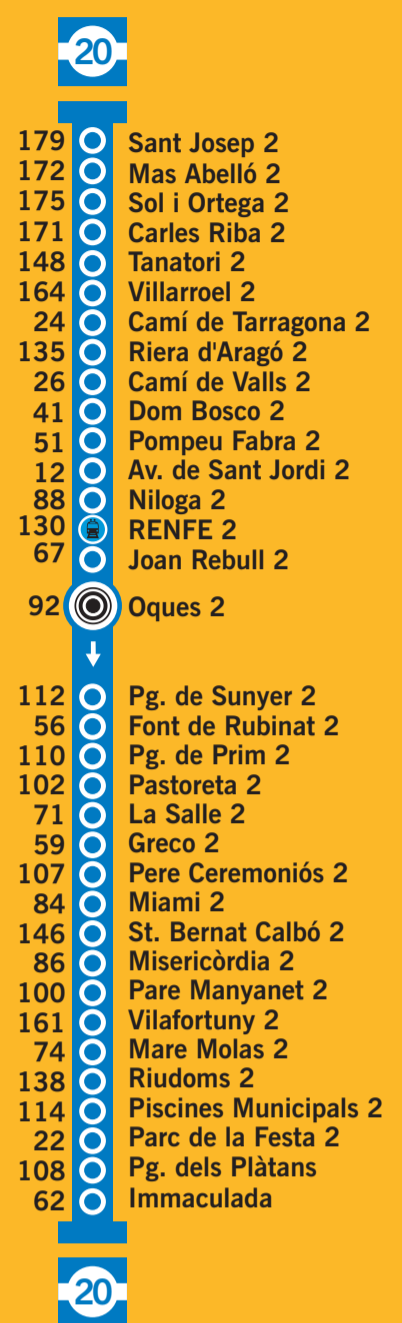 20
179 Sant Josep 2
172 Mas Abelló 2
175 Sol i Ortega 2
171 Carles Riba 2
148 Tanatori 2
164 Villarroel 2
24 Camí de Tarragona 2
135 Riera d'Aragó 2
26 Camí de Valls 2
41 Dom Bosco 2
51 Pompeu Fabra 2
12 Av. de Sant Jordi 2
88 Niloga 2
130 RENFE 2
67 Joan Rebull 2
92 Oques 2
112 Pg. de Sunyer 2
56 Font de Rubinat 2
110 Pg. de Prim 2
102 Pastoreta 2
71 La Salle 2
59 Greco 2
107 Pere Ceremoniós 2
84 Miami 2
146 St. Bernat Calbó 2
86 Misericòrdia 2
100 Pare Manyanet 2
161 Vilafortuny 2
74 Mare Molas 2
138 Riudoms 2
114 Piscines Municipals 2
22 Parc de la Festa 2
108 Pg. dels Plàtans
62 Immaculada
20